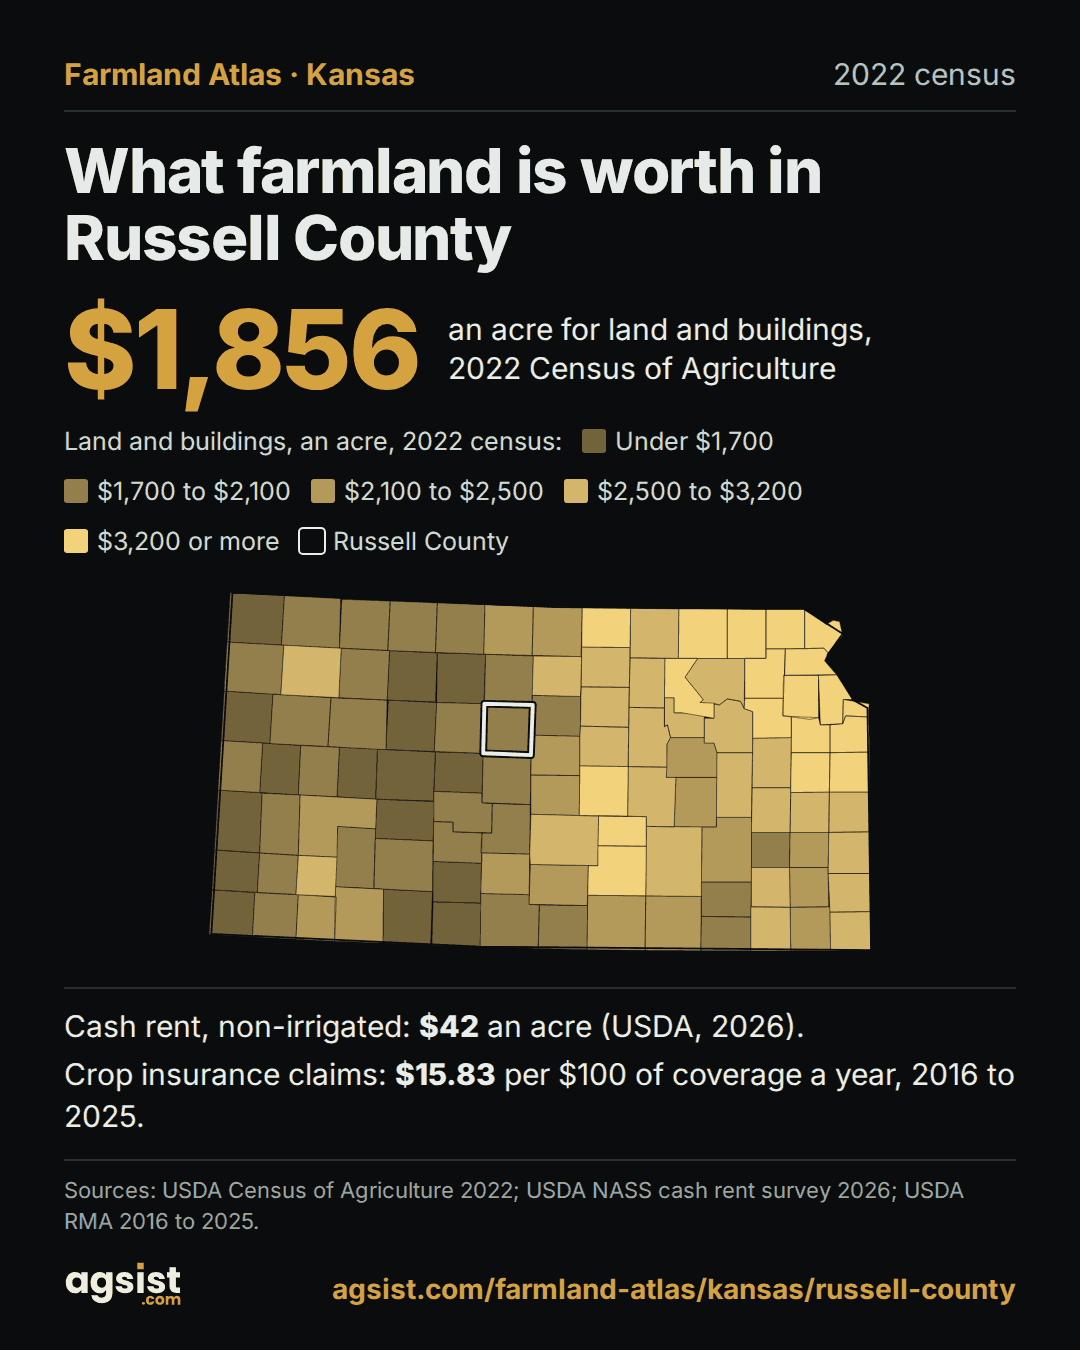 Farmland Atlas · Kansas
2022 census
What farmland is worth in
Russell County
$1,856
an acre for land and buildings,
2022 Census of Agriculture
Land and buildings, an acre, 2022 census: Under $1,700
$1,700 to $2,100 $2,100 to $2,500 $2,500 to $3,200
$3,200 or more Russell County
Cash rent, non-irrigated: $42 an acre (USDA, 2026).
Crop insurance claims: $15.83 per $100 of coverage a year, 2016 to
2025.
Sources: USDA Census of Agriculture 2022; USDA NASS cash rent survey 2026; USDA
RMA 2016 to 2025.
agsist
.com
agsist.com/farmland-atlas/kansas/russell-county